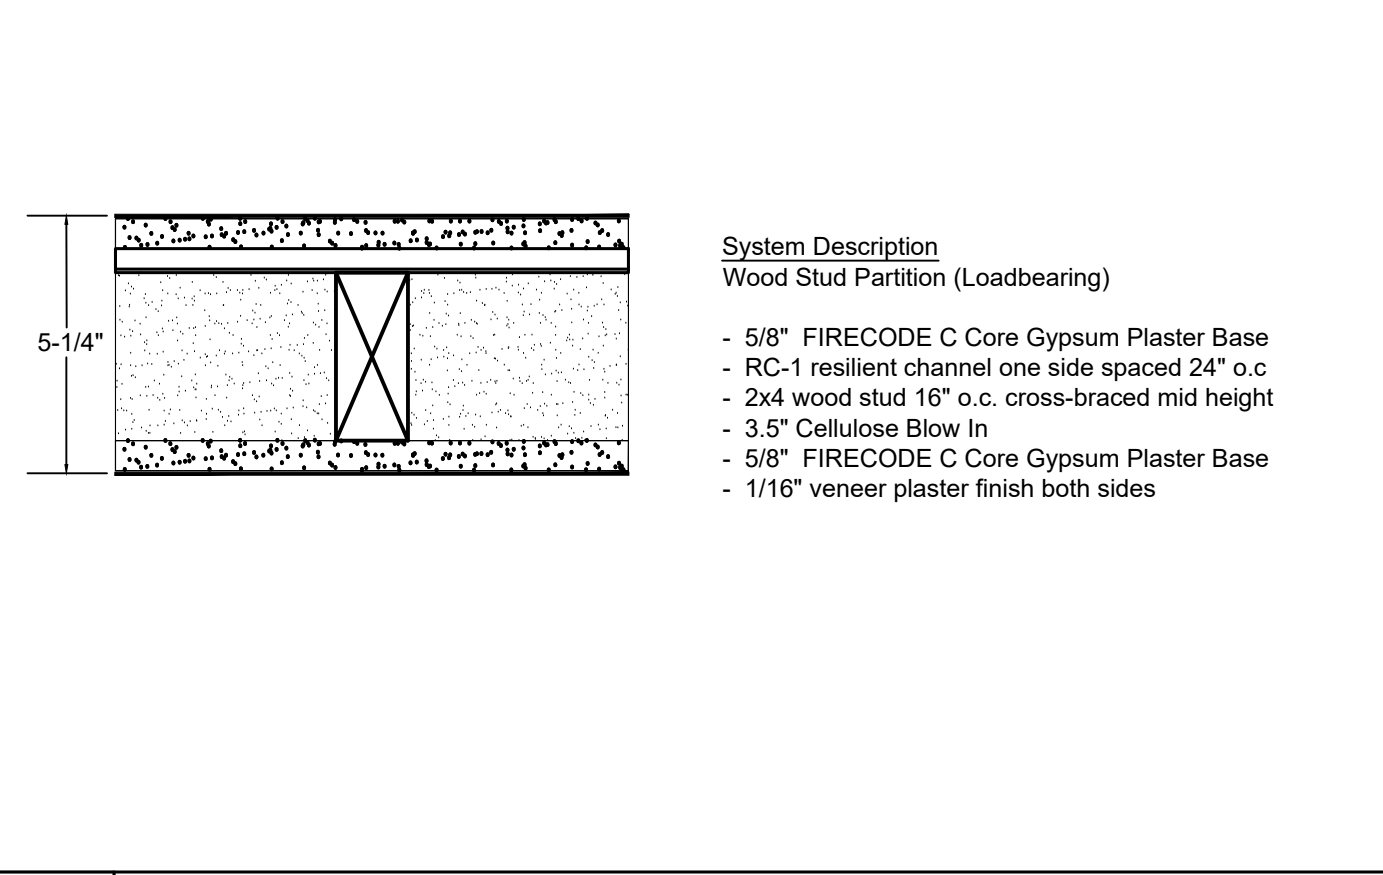 5-1/4"
System Description
Wood Stud Partition (Loadbearing)
- 5/8"  FIRECODE C Core Gypsum Plaster Base
- RC-1 resilient channel one side spaced 24" o.c
- 2x4 wood stud 16" o.c. cross-braced mid height
- 3.5" Cellulose Blow In
- 5/8"  FIRECODE C Core Gypsum Plaster Base
- 1/16" veneer plaster finish both sides